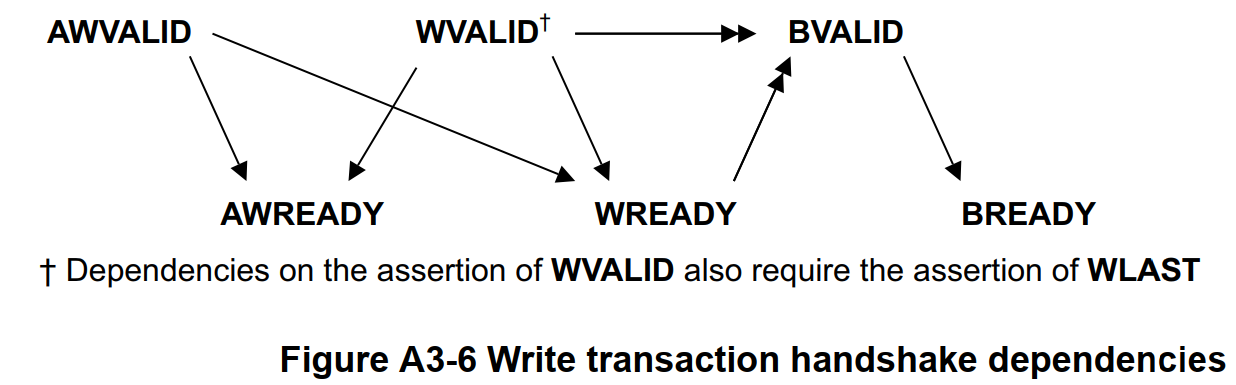 AWVALID WVALID† BVALID
AWREADY WREADY BREADY
† Dependencies on the assertion of WVALID also require the assertion of WLAST
Figure A3-6 Write transaction handshake dependencies